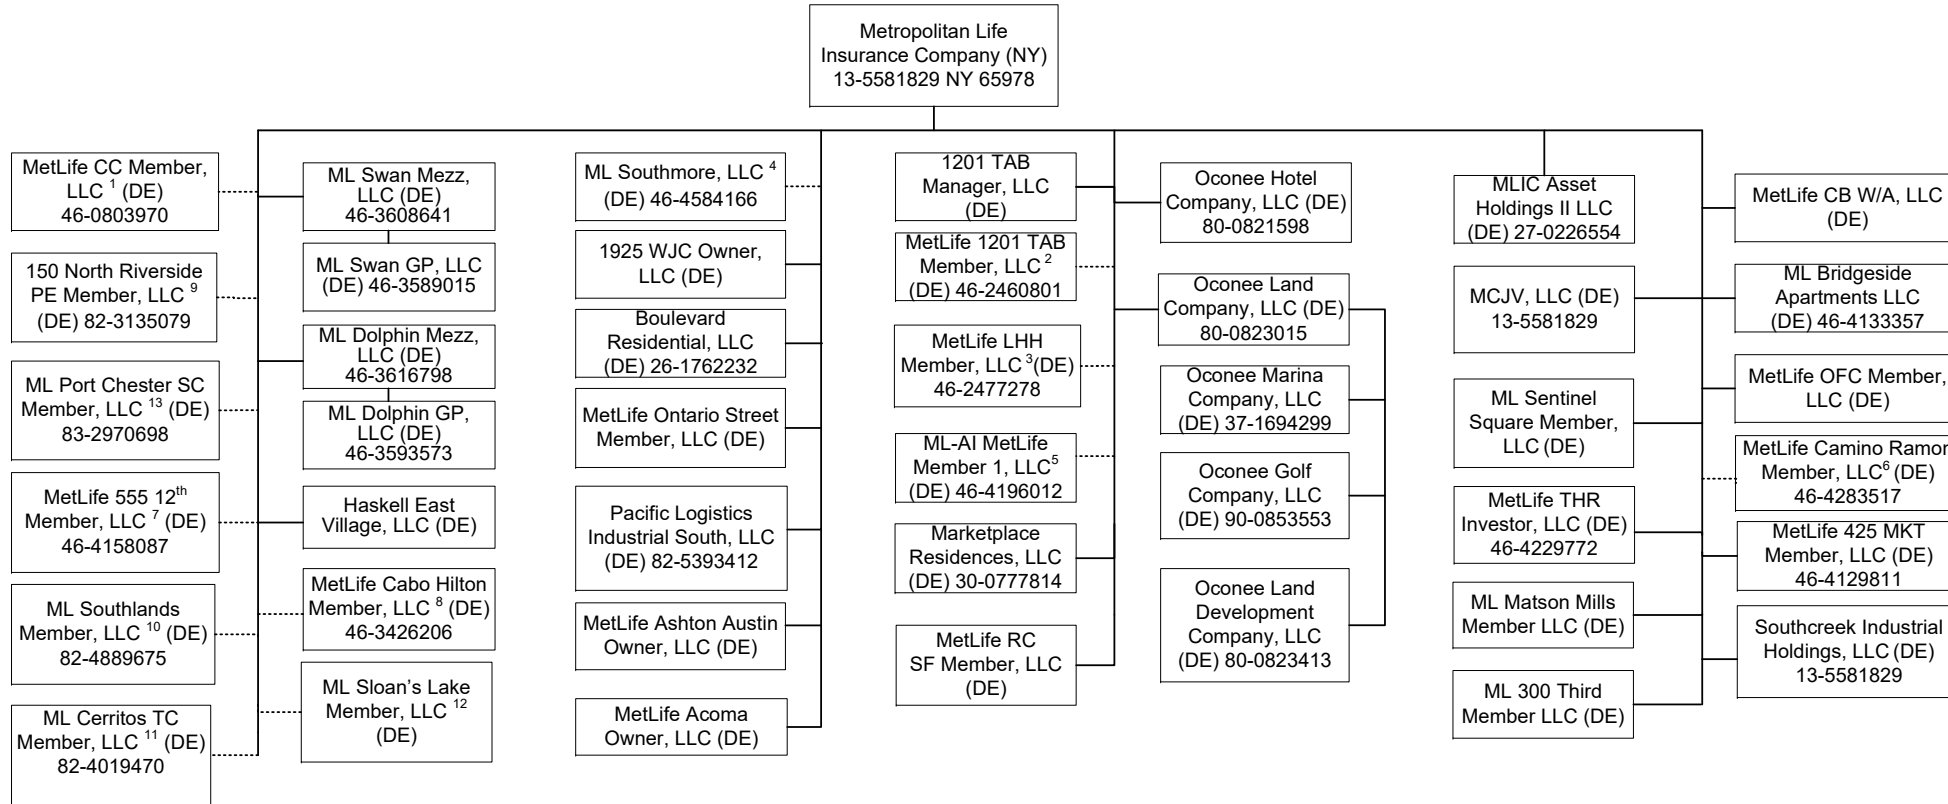 Metropolitan Life
Insurance Company (NY)
13-5581829 NY 65978
MetLife CC Member,
LLC 1 (DE)
46-0803970
150 North Riverside
PE Member, LLC 9
(DE) 82-3135079
ML Port Chester SC
Member, LLC 13 (DE)
83-2970698
MetLife 555 12th
Member, LLC 7 (DE)
46-4158087
ML Southlands
Member, LLC 10 (DE)
82-4889675
ML Cerritos TC
Member, LLC 11 (DE)
82-4019470
ML Swan Mezz,
LLC (DE)
46-3608641
ML Swan GP, LLC
(DE) 46-3589015
ML Dolphin Mezz,
LLC (DE)
46-3616798
ML Dolphin GP,
LLC (DE)
46-3593573
Haskell East
Village, LLC (DE)
MetLife Cabo Hilton
Member, LLC 8 (DE)
46-3426206
ML Sloan’s Lake
Member, LLC 12
(DE)
ML Southmore, LLC 4
(DE) 46-4584166
1925 WJC Owner,
LLC (DE)
Boulevard
Residential, LLC
(DE) 26-1762232
MetLife Ontario Street
Member, LLC (DE)
Pacific Logistics
Industrial South, LLC
(DE) 82-5393412
MetLife Ashton Austin
Owner, LLC (DE)
MetLife Acoma
Owner, LLC (DE)
1201 TAB
Manager, LLC
(DE)
MetLife 1201 TAB
Member, LLC 2
(DE) 46-2460801
MetLife LHH
Member, LLC 3(DE)
46-2477278
ML-AI MetLife
Member 1, LLC5
(DE) 46-4196012
Marketplace
Residences, LLC
(DE) 30-0777814
MetLife RC
SF Member, LLC
(DE)
Oconee Hotel
Company, LLC (DE)
80-0821598
Oconee Land
Company, LLC (DE)
80-0823015
Oconee Marina
Company, LLC
(DE) 37-1694299
Oconee Golf
Company, LLC
(DE) 90-0853553
Oconee Land
Development
Company, LLC
(DE) 80-0823413
MLIC Asset
Holdings II LLC
(DE) 27-0226554
MCJV, LLC (DE)
13-5581829
ML Sentinel
Square Member,
LLC (DE)
MetLife THR
Investor, LLC (DE)
46-4229772
ML Matson Mills
Member LLC (DE)
ML 300 Third
Member LLC (DE)
MetLife CB W/A, LLC
(DE)
ML Bridgeside
Apartments LLC
(DE) 46-4133357
MetLife OFC Member,
LLC (DE)
MetLife Camino Ramon
Member, LLC6 (DE)
46-4283517
MetLife 425 MKT
Member, LLC (DE)
46-4129811
Southcreek Industrial
Holdings, LLC (DE)
13-5581829